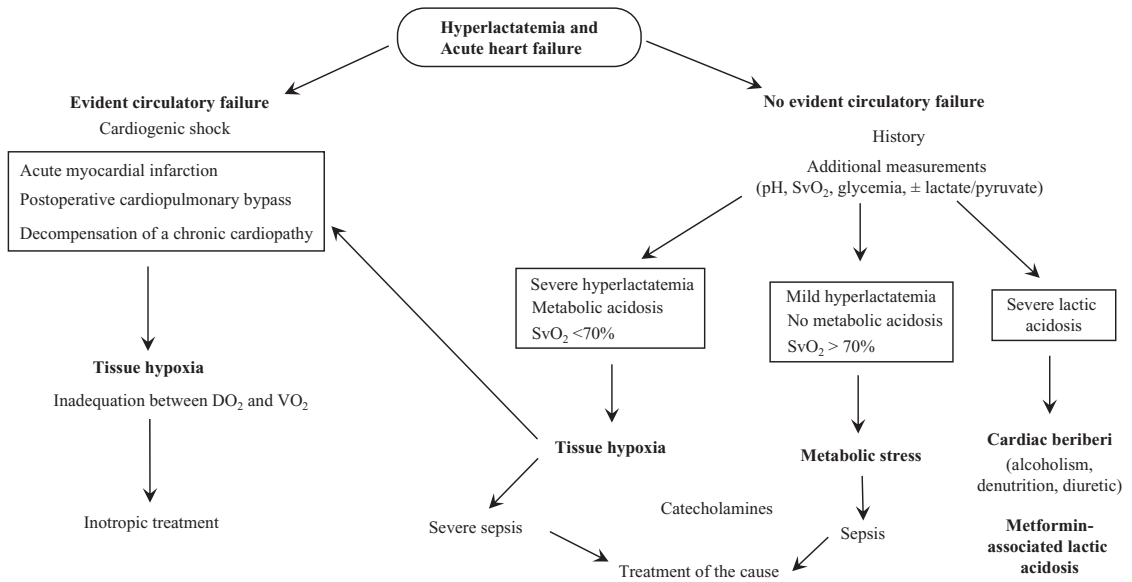 Hyperlactatemia and
Acute heart failure
Evident circulatory failure
Cardiogenic shock
Acute myocardial infarction
Postoperative cardiopulmonary bypass
Decompensation of a chronic cardiopathy
Tissue hypoxia
Inadequation between DO₂ and VO₂
Inotropic treatment
No evident circulatory failure
History
Additional measurements
(pH, SvO₂, glycemia, ± lactate/pyruvate)
Severe hyperlactatemia
Metabolic acidosis
SvO₂ <70%
Tissue hypoxia
Severe sepsis
Mild hyperlactatemia
No metabolic acidosis
SvO₂ > 70%
Metabolic stress
Catecholamines
Sepsis
Treatment of the cause
Severe lactic
acidosis
Cardiac beriberi
(alcoholism,
denutrition, diuretic)
Metformin-
associated lactic
acidosis